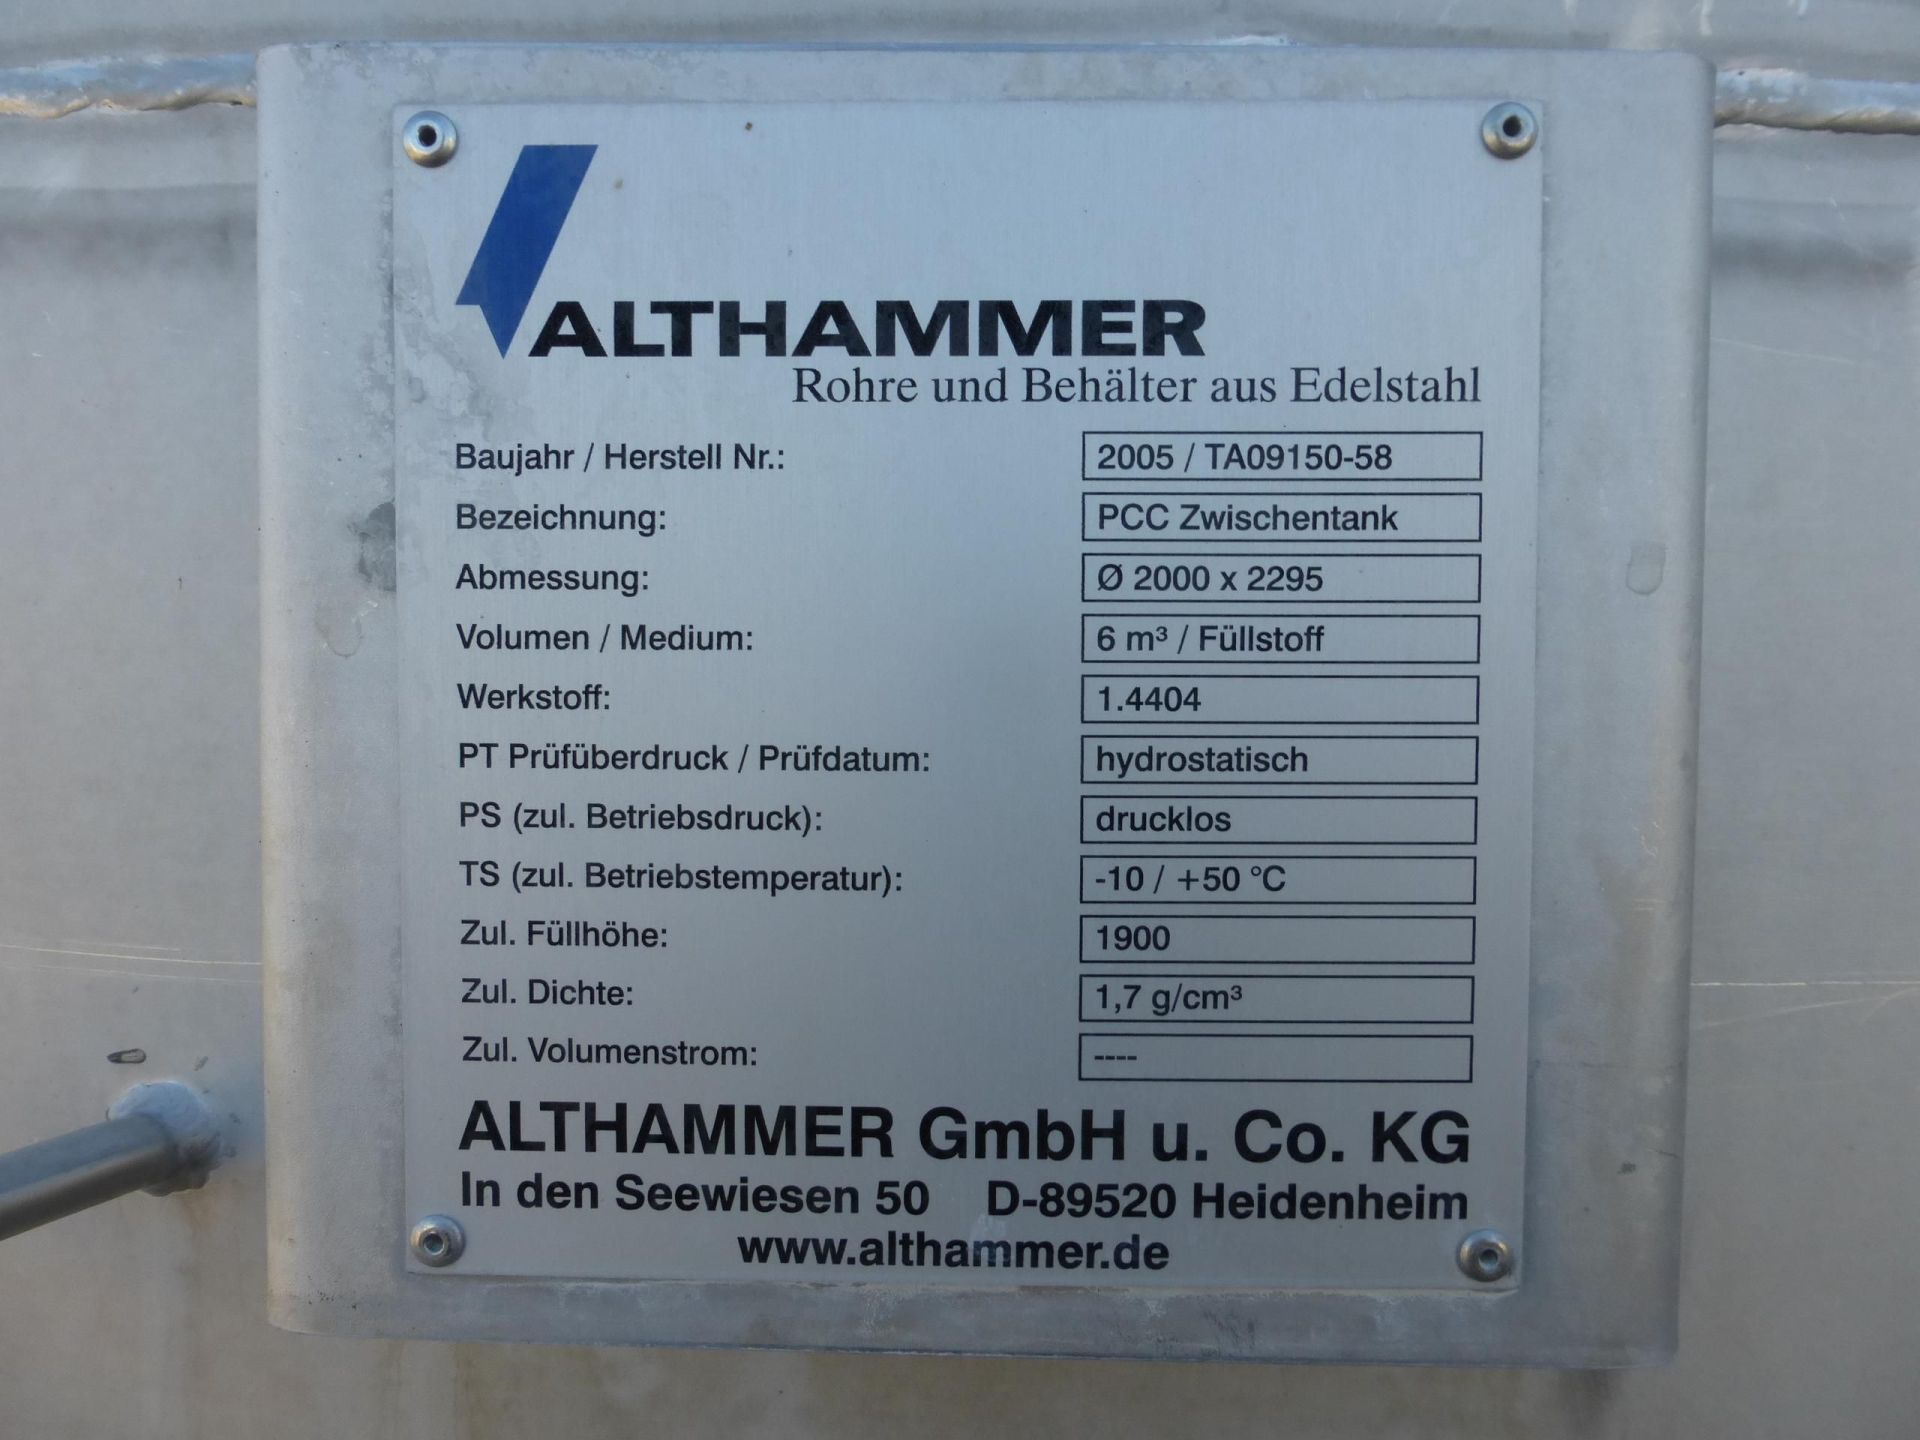 ALTHAMMER
Rohre und Behälter aus Edelstahl
Baujahr / Herstell Nr.: 2005 / TA09150-58
Bezeichnung: PCC Zwischentank
Abmessung: Ø 2000 x 2295
Volumen / Medium: 6 m³ / Füllstoff
Werkstoff: 1.4404
PT Prüfüberdruck / Prüfdatum: hydrostatisch
PS (zul. Betriebsdruck): drucklos
TS (zul. Betriebstemperatur): -10 / +50 °C
Zul. Füllhöhe: 1900
Zul. Dichte: 1,7 g/cm³
Zul. Volumenstrom: ----
ALTHAMMER GmbH u. Co. KG
In den Seewiesen 50 D-89520 Heidenheim
www.althammer.de